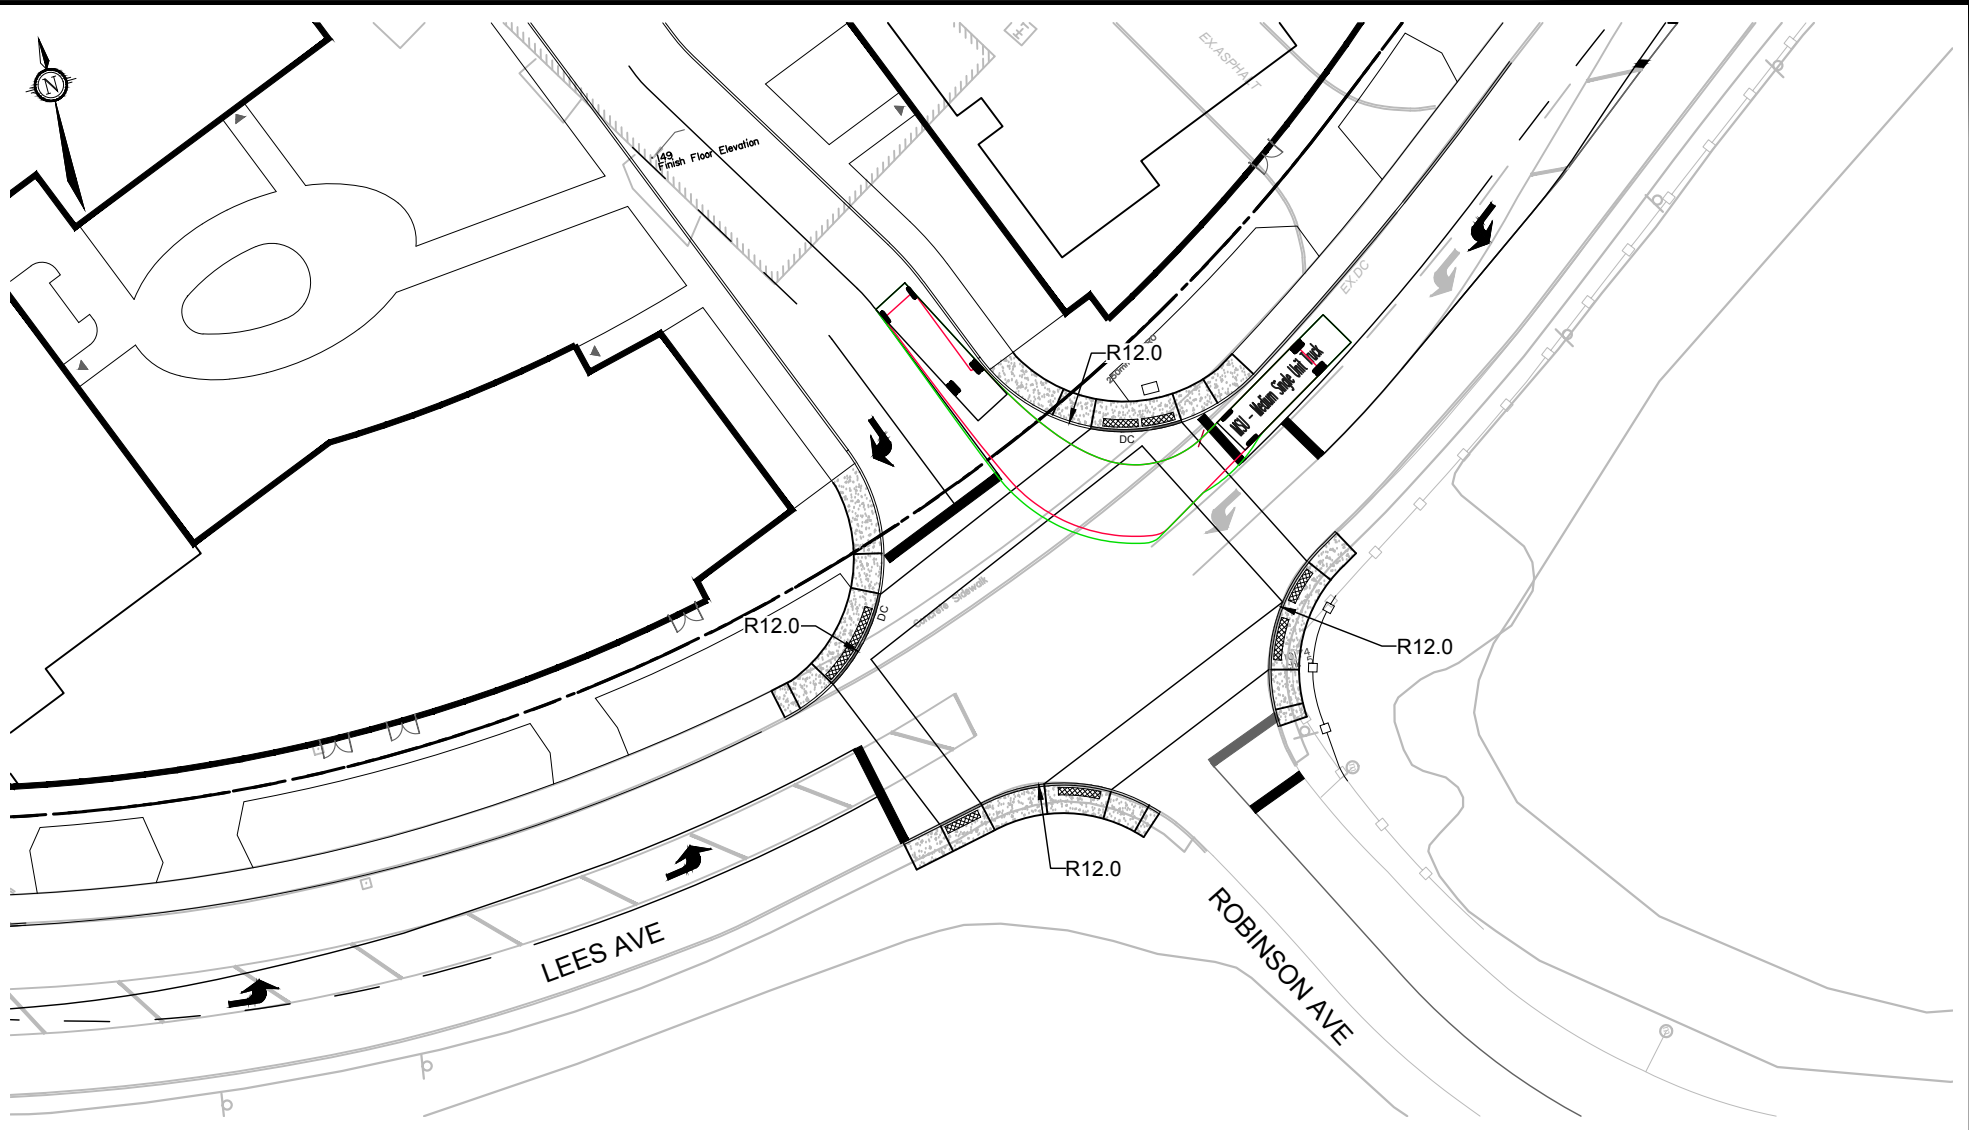 N
EX.ASPHALT
149
Finish Floor Elevation
EX.DC
R12.0
MSU - Medium Single Unit Truck
DC
Concrete Sidewalk
DC
R12.0
R12.0
R12.0
LEES AVE
ROBINSON AVE